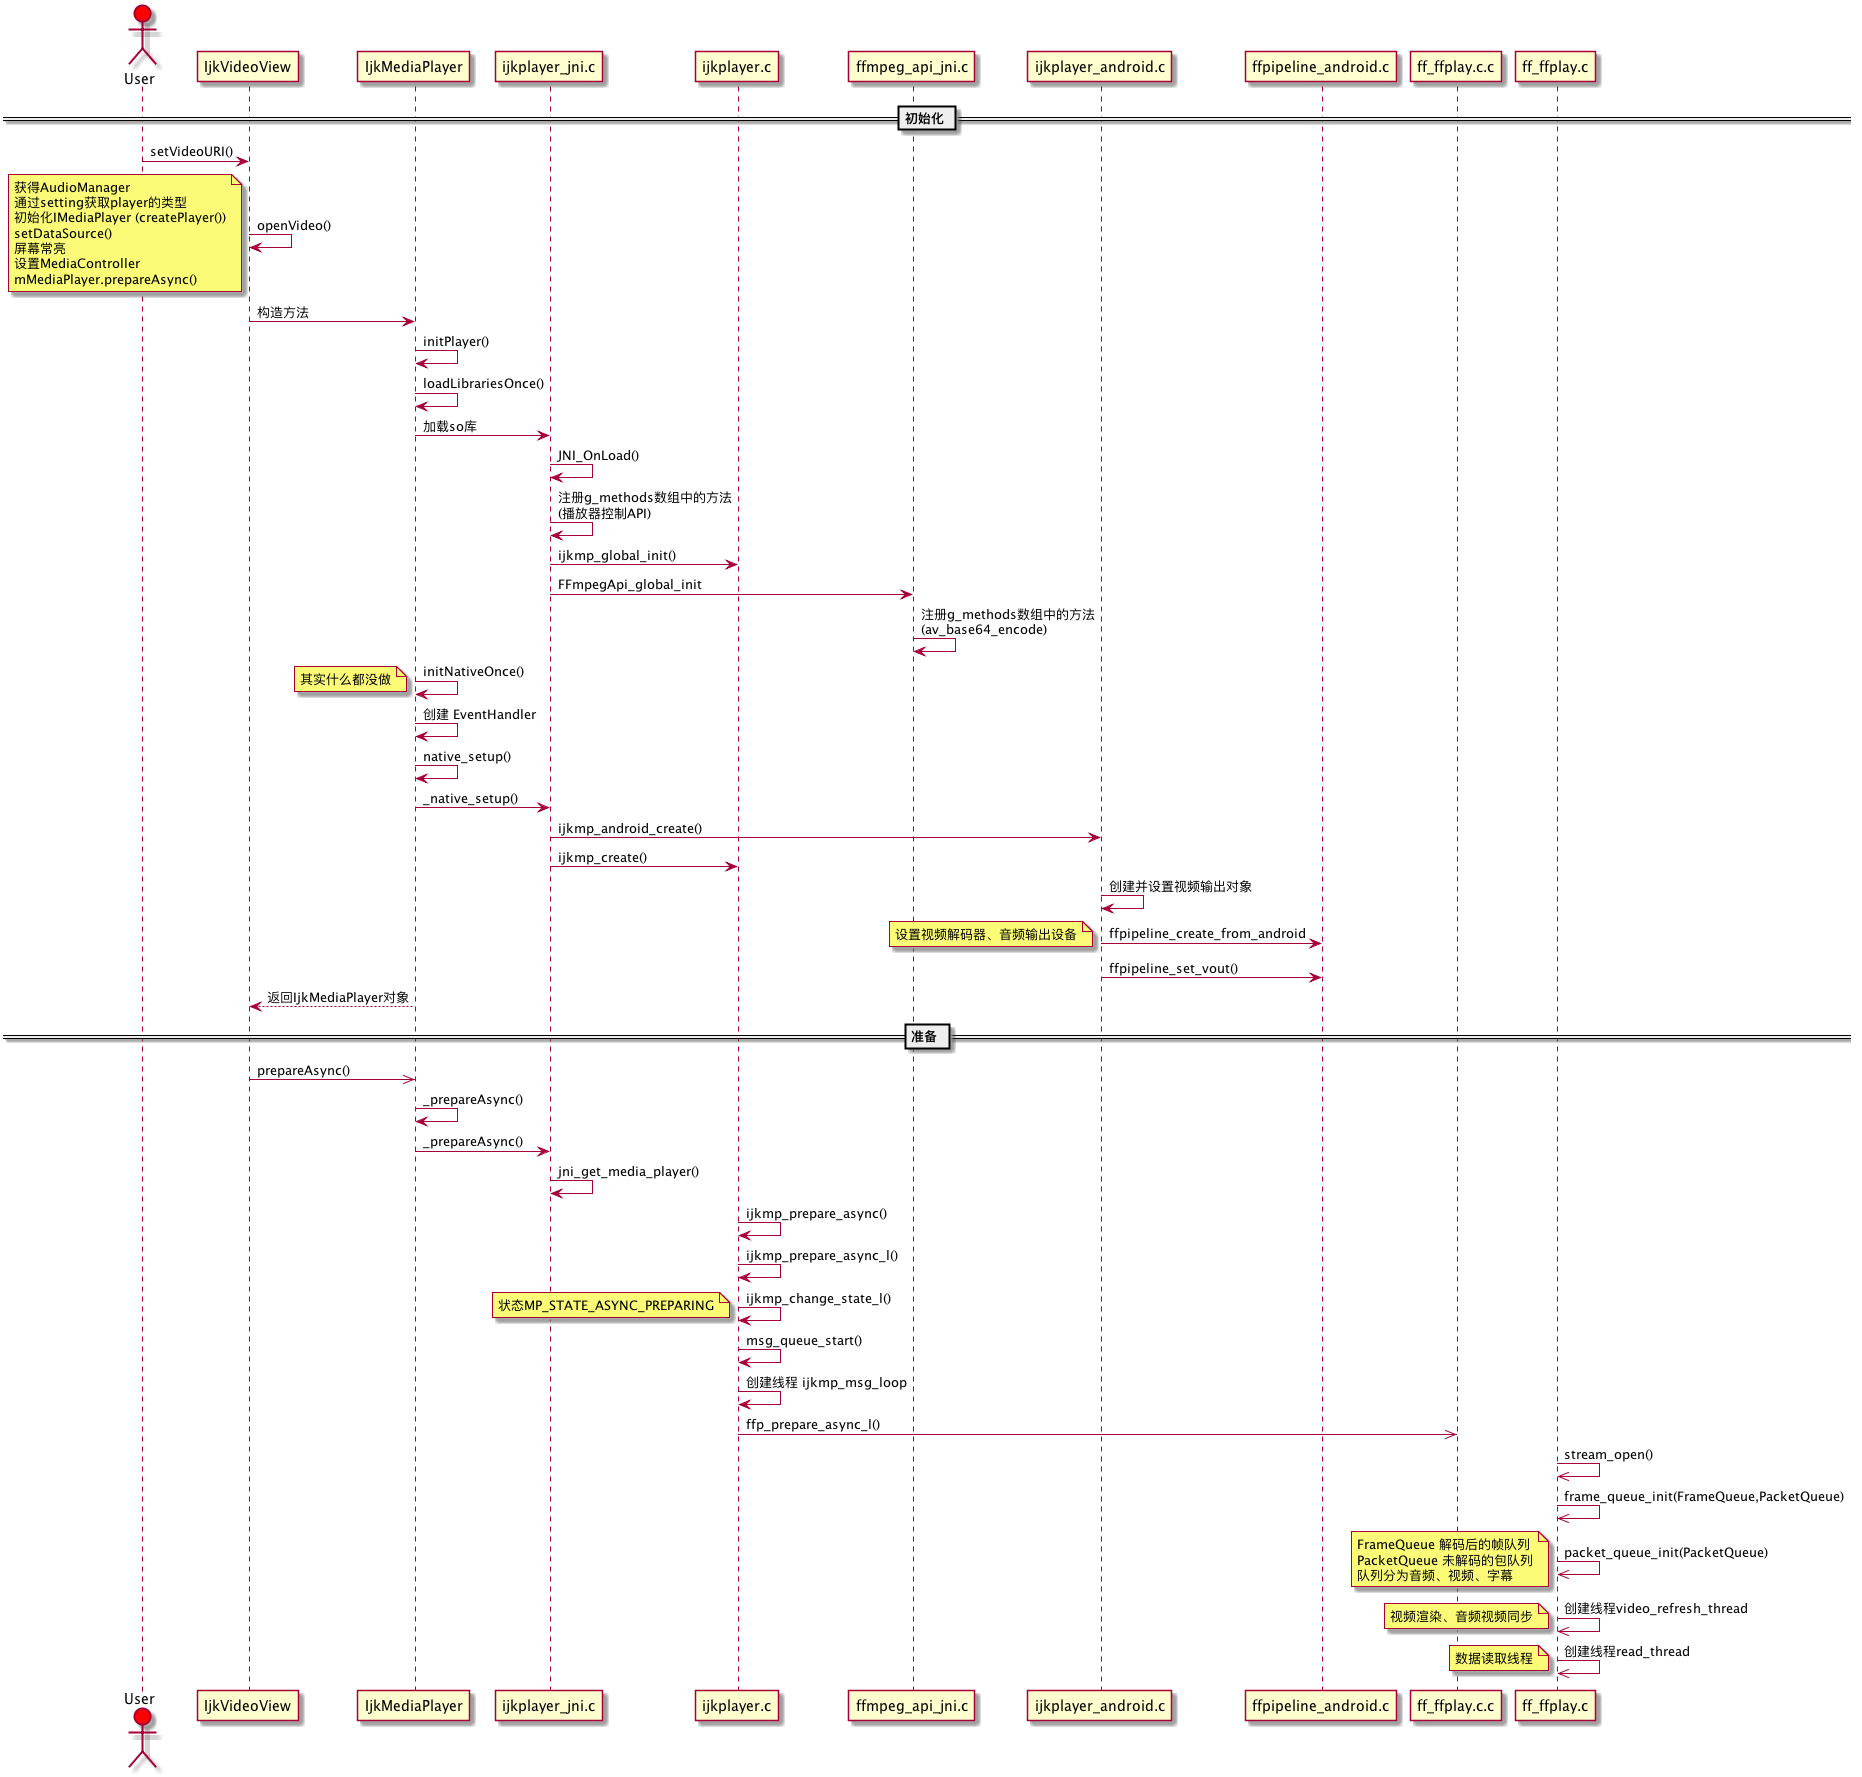 User
IjkVideoView
IjkMediaPlayer
ijkplayer_jni.c
ijkplayer.c
ffmpeg_api_jni.c
ijkplayer_android.c
ffpipeline_android.c
ff_ffplay.c.c
ff_ffplay.c
初始化
setVideoURI()
获得AudioManager
通过setting获取player的类型
初始化IMediaPlayer (createPlayer())
setDataSource()
屏幕常亮
设置MediaController
mMediaPlayer.prepareAsync()
openVideo()
构造方法
initPlayer()
loadLibrariesOnce()
加载so库
JNI_OnLoad()
注册g_methods数组中的方法
(播放器控制API)
ijkmp_global_init()
FFmpegApi_global_init
注册g_methods数组中的方法
(av_base64_encode)
其实什么都没做
initNativeOnce()
创建 EventHandler
native_setup()
_native_setup()
ijkmp_android_create()
ijkmp_create()
创建并设置视频输出对象
设置视频解码器、音频输出设备
ffpipeline_create_from_android
ffpipeline_set_vout()
返回IjkMediaPlayer对象
准备
prepareAsync()
_prepareAsync()
_prepareAsync()
jni_get_media_player()
ijkmp_prepare_async()
ijkmp_prepare_async_l()
状态MP_STATE_ASYNC_PREPARING
ijkmp_change_state_l()
msg_queue_start()
创建线程 ijkmp_msg_loop
ffp_prepare_async_l()
stream_open()
frame_queue_init(FrameQueue,PacketQueue)
FrameQueue 解码后的帧队列
PacketQueue 未解码的包队列
队列分为音频、视频、字幕
packet_queue_init(PacketQueue)
视频渲染、音频视频同步
创建线程video_refresh_thread
数据读取线程
创建线程read_thread
User
IjkVideoView
IjkMediaPlayer
ijkplayer_jni.c
ijkplayer.c
ffmpeg_api_jni.c
ijkplayer_android.c
ffpipeline_android.c
ff_ffplay.c.c
ff_ffplay.c